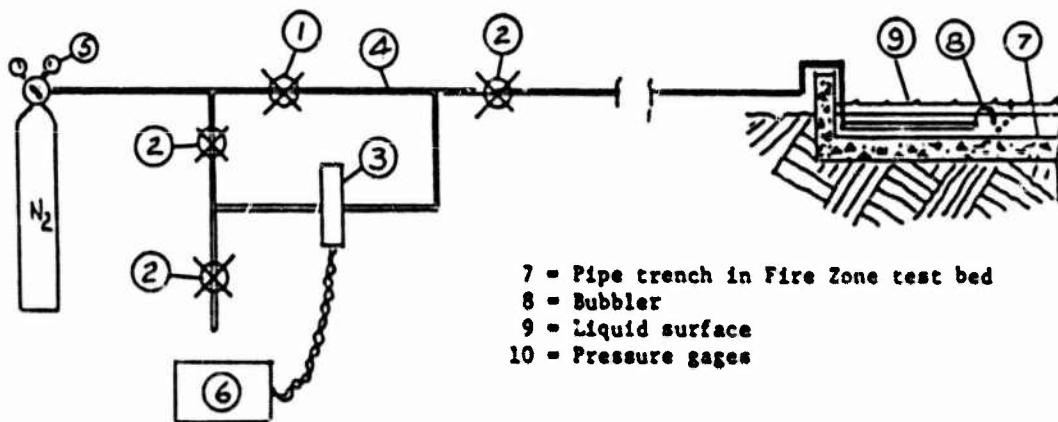 1
4
2
5
9
8
7
2
3
N2
2
6
7 = Pipe trench in Fire Zone test bed
8 = Bubbler
9 = Liquid surface
10 = Pressure gages